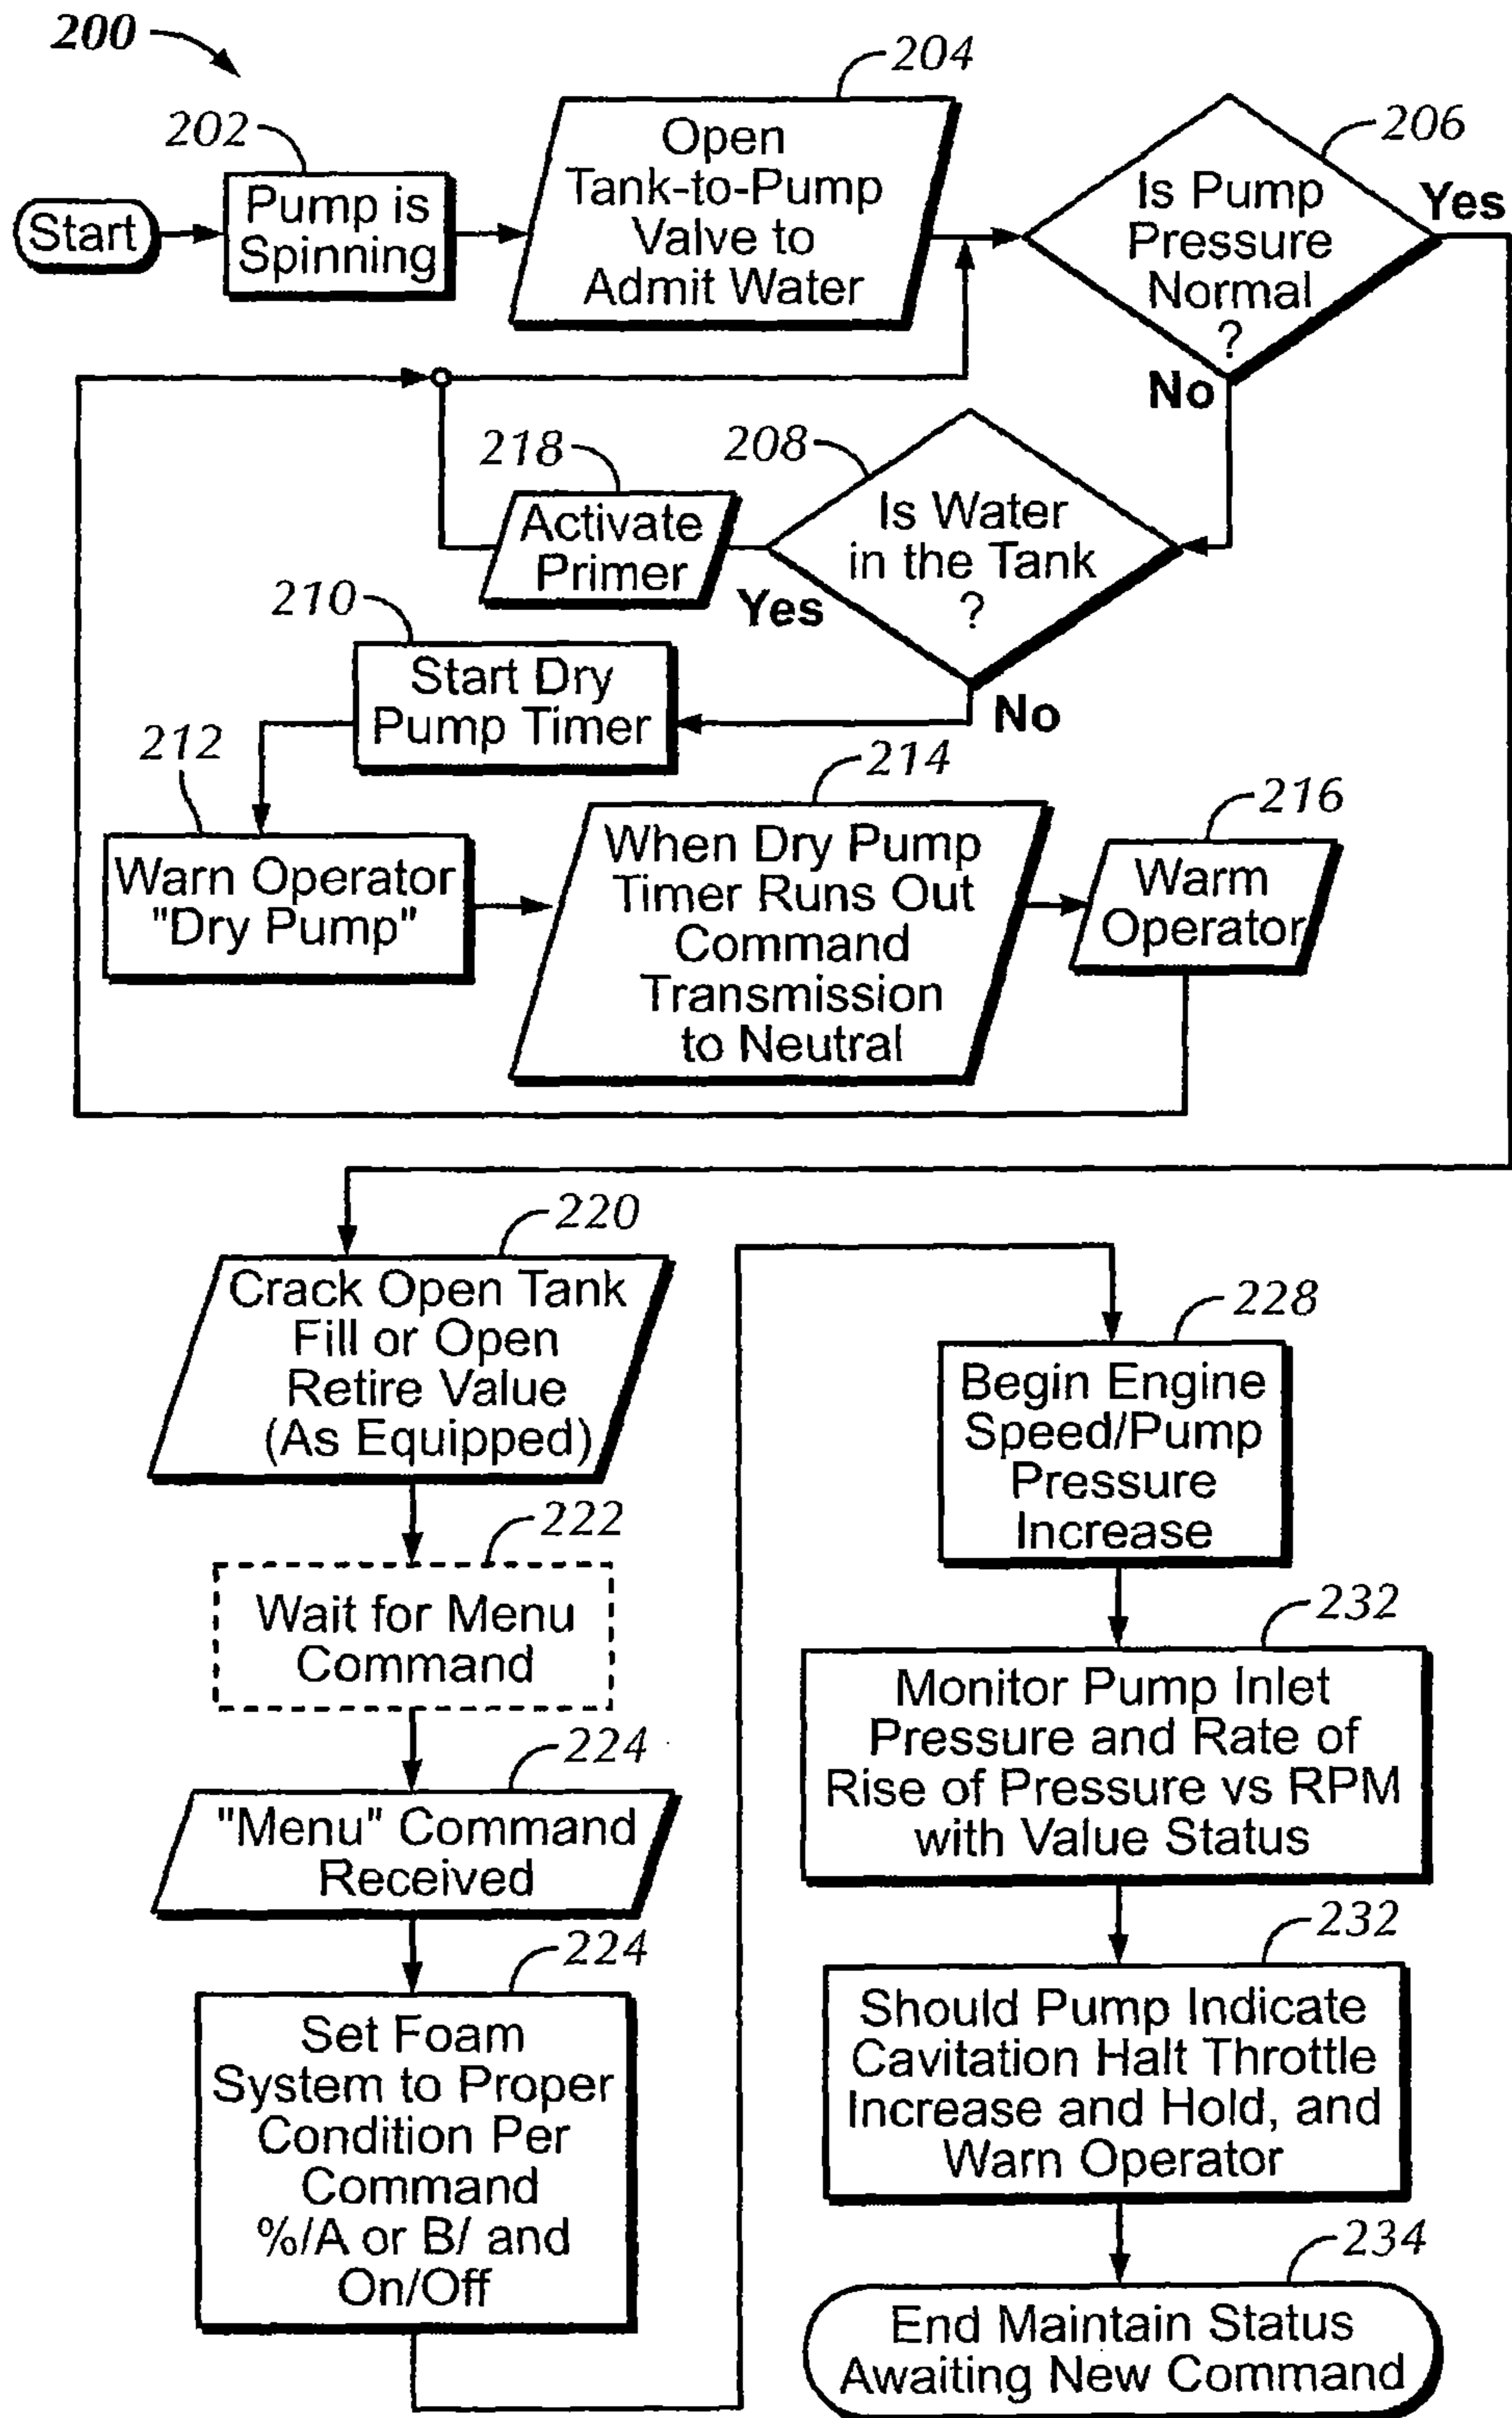 200
202
204
206
Start
Pump is
Spinning
Open
Tank-to-Pump
Valve to
Admit Water
Is Pump
Pressure
Normal
?
Yes
No
218
208
Activate
Primer
Is Water
in the Tank
?
Yes
No
210
Start Dry
Pump Timer
212
214
216
Warn Operator
"Dry Pump"
When Dry Pump
Timer Runs Out
Command
Transmission
to Neutral
Warm
Operator
220
Crack Open Tank
Fill or Open
Retire Value
(As Equipped)
222
Wait for Menu
Command
224
"Menu" Command
Received
224
Set Foam
System to Proper
Condition Per
Command
%/A or B/ and
On/Off
228
Begin Engine
Speed/Pump
Pressure
Increase
232
Monitor Pump Inlet
Pressure and Rate of
Rise of Pressure vs RPM
with Value Status
232
Should Pump Indicate
Cavitation Halt Throttle
Increase and Hold, and
Warn Operator
234
End Maintain Status
Awaiting New Command